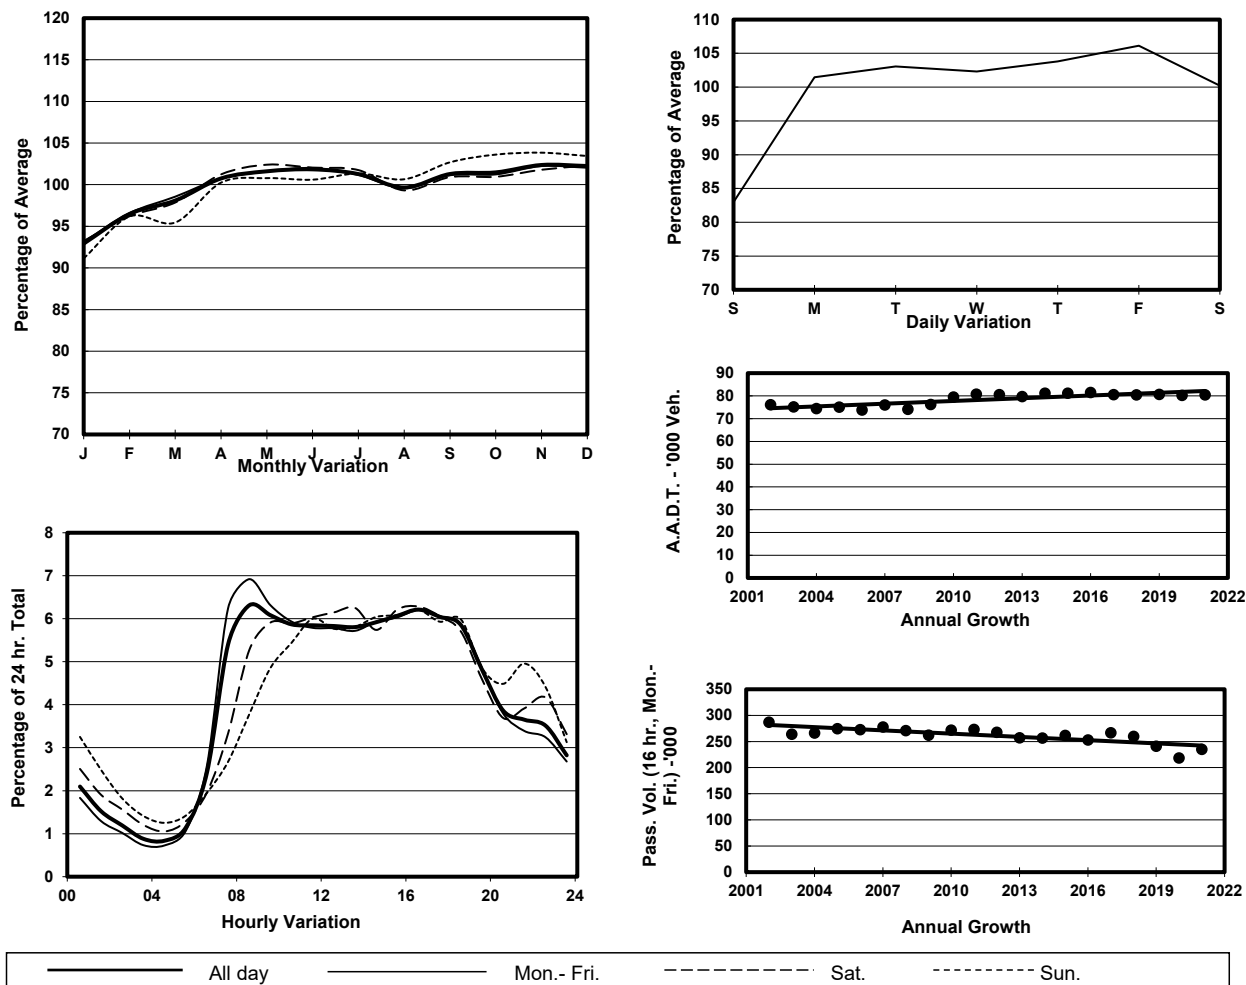 120
115
110
105
100
95
90
85
80
75
70
Percentage of Average
J F M A M J J A S O N D
Monthly Variation
110
105
100
95
90
85
80
75
70
Percentage of Average
S M T W T F S
Daily Variation
90
80
70
60
50
40
30
20
10
0
A.A.D.T. - '000 Veh.
2001 2004 2007 2010 2013 2016 2019 2022
Annual Growth
8
7
6
5
4
3
2
1
0
Percentage of 24 hr. Total
00 04 08 12 16 20 24
Hourly Variation
350
300
250
200
150
100
50
0
Pass. Vol. (16 hr., Mon.-
Fri.) -'000
2001 2004 2007 2010 2013 2016 2019 2022
Annual Growth
All day Mon.- Fri. Sat. Sun.